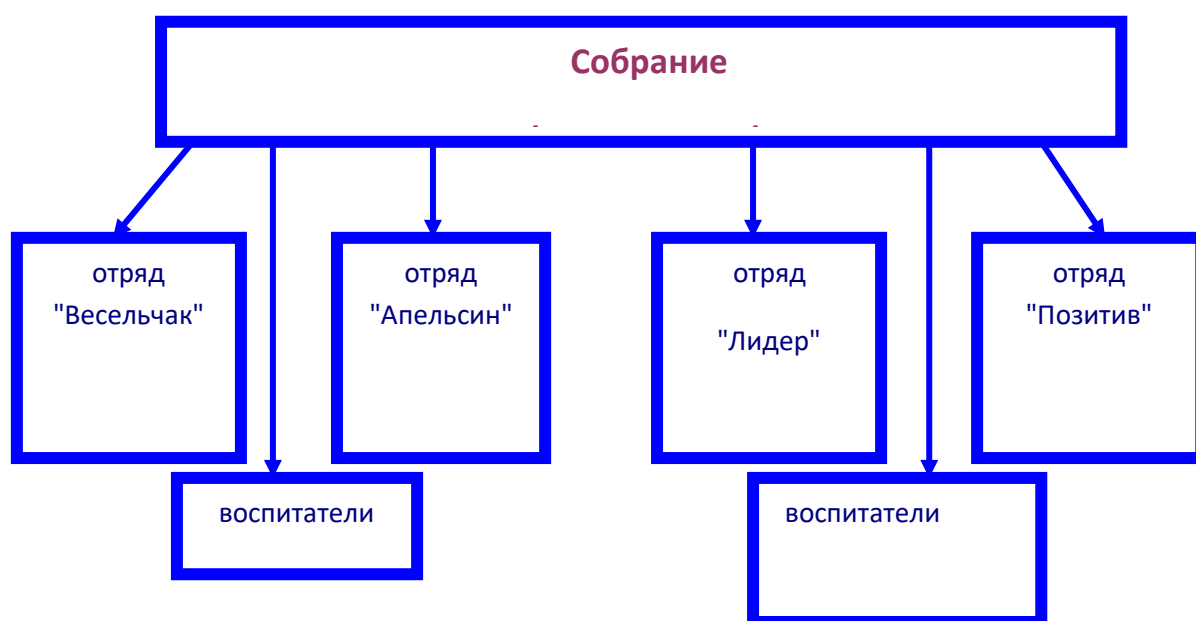 Собрание
отряд
"Весельчак"
отряд
"Апельсин"
отряд
"Лидер"
отряд
"Позитив"
воспитатели
воспитатели